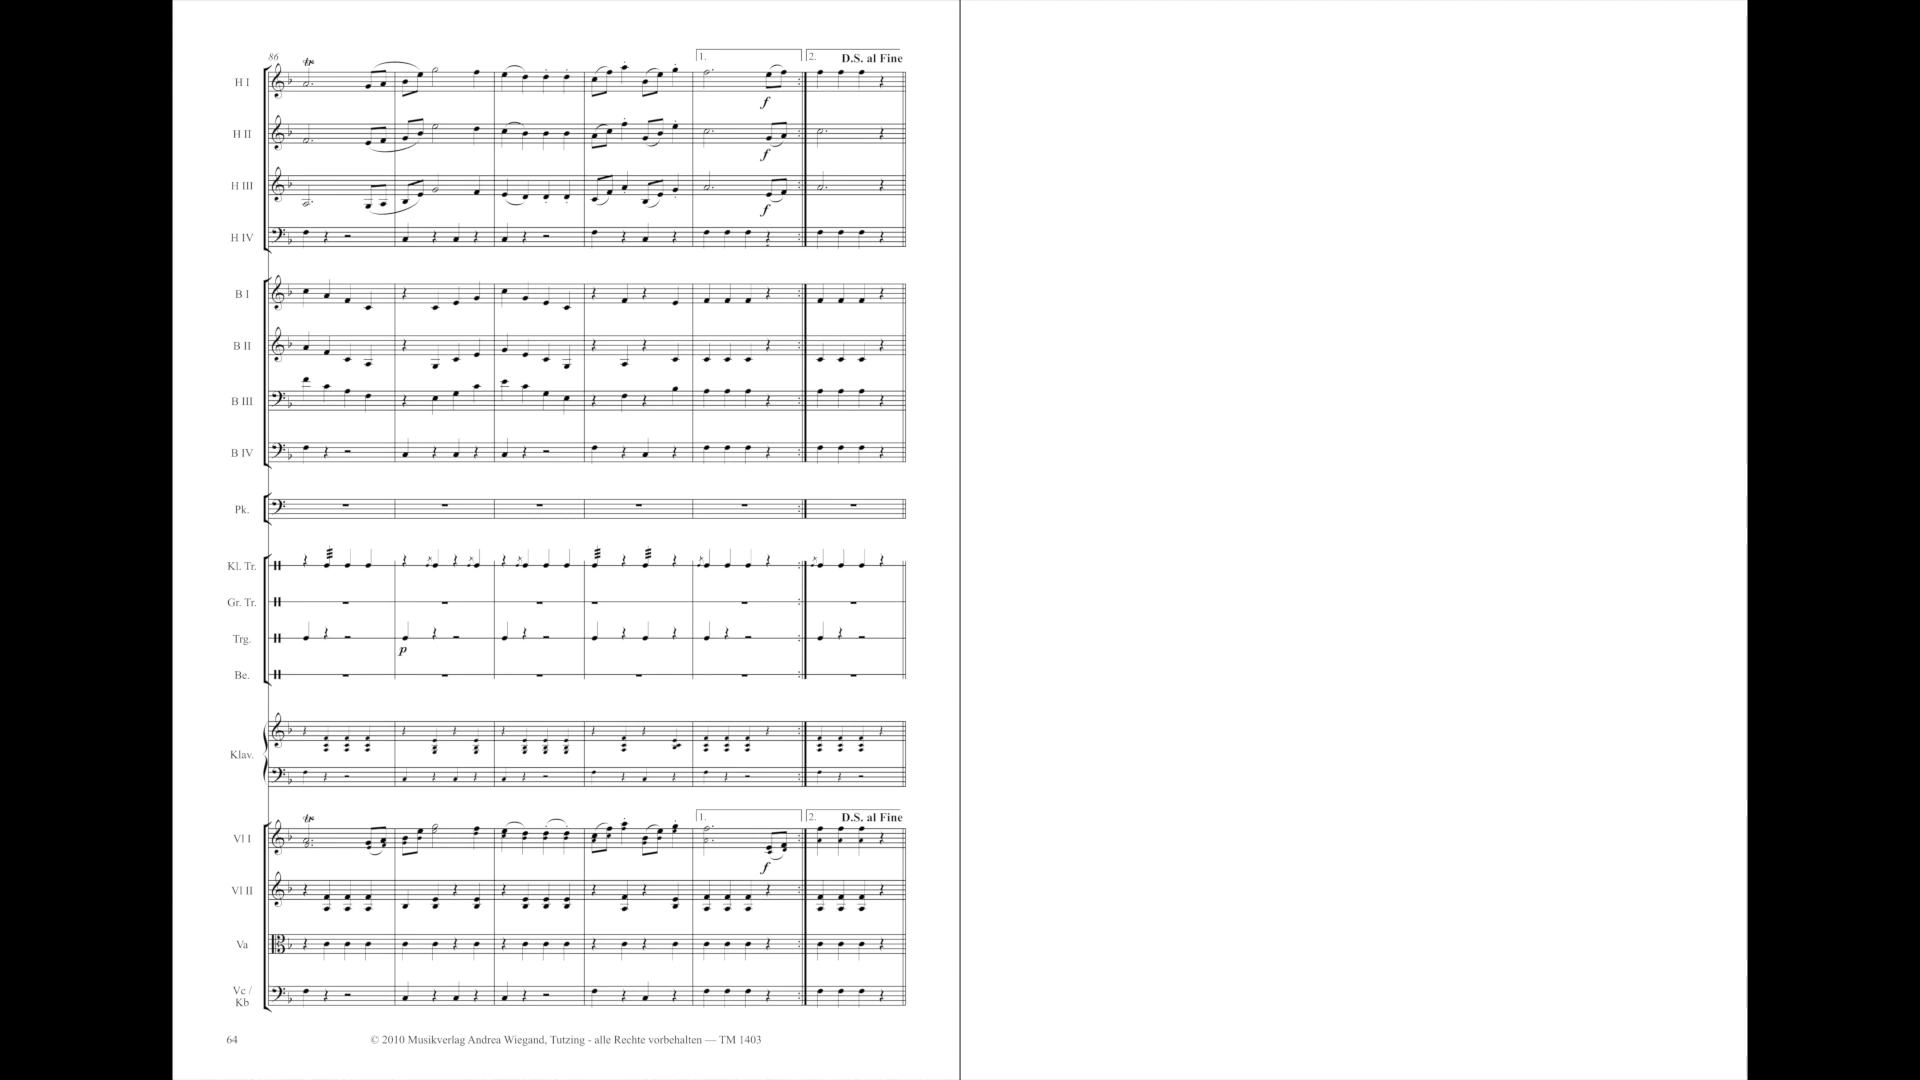 86
1. 2. D.S. al Fine
tr
H I
f
H II
f
H III
f
H IV
B I
B II
B III
B IV
Pk.
Kl. Tr.
Gr. Tr.
Trg.
p
Be.
Klav.
1. 2. D.S. al Fine
tr
Vl I
f
Vl II
Va
Vc /
Kb
64 © 2010 Musikverlag Andrea Wiegand, Tutzing - alle Rechte vorbehalten — TM 1403